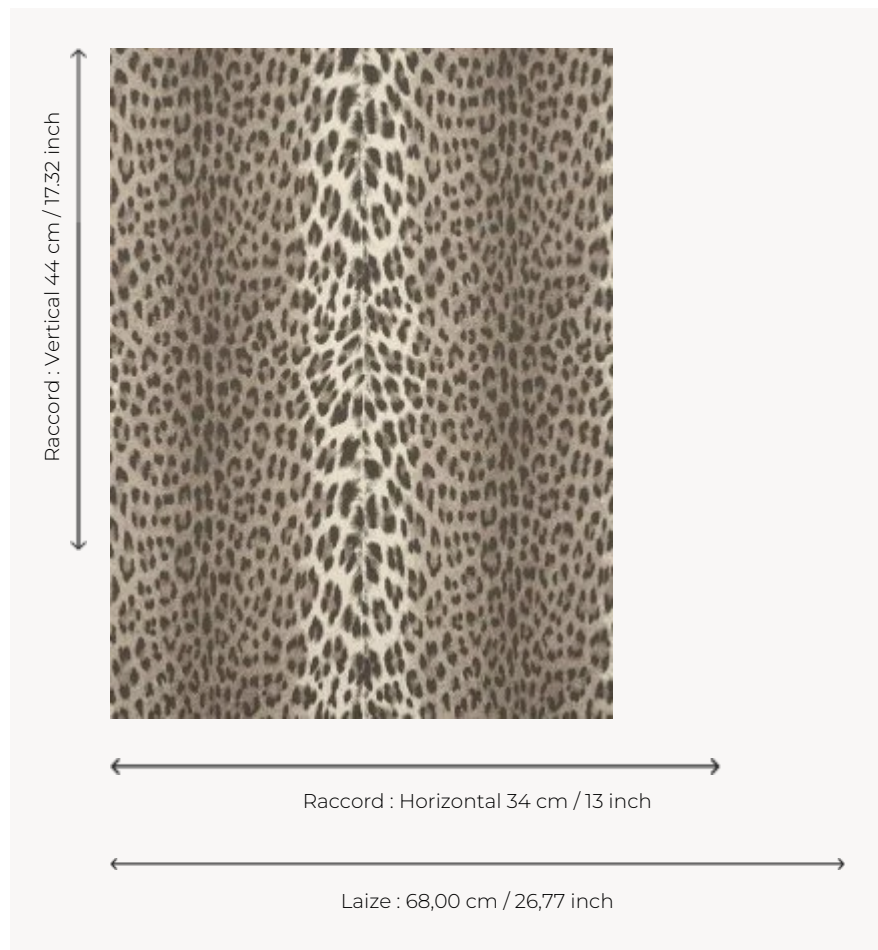 Raccord : Vertical 44 cm / 17.32 inch
Raccord : Horizontal 34 cm / 13 inch
Laize : 68,00 cm / 26,77 inch